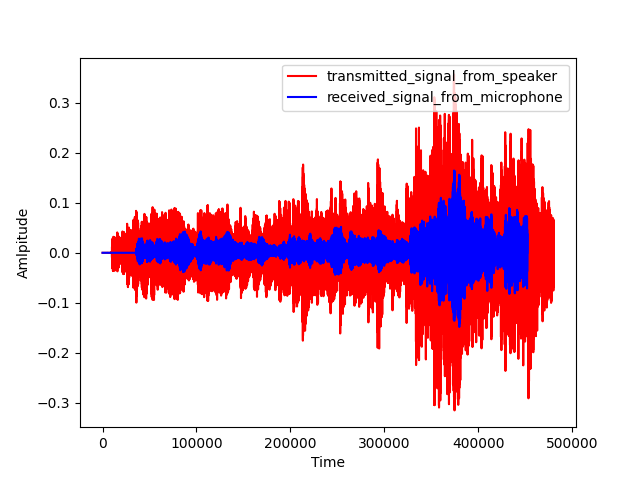 transmitted_signal_from_speaker
received_signal_from_microphone
0.3
0.2
0.1
0.0
−0.1
−0.2
−0.3
Amlpitude
0 100000 200000 300000 400000 500000
Time